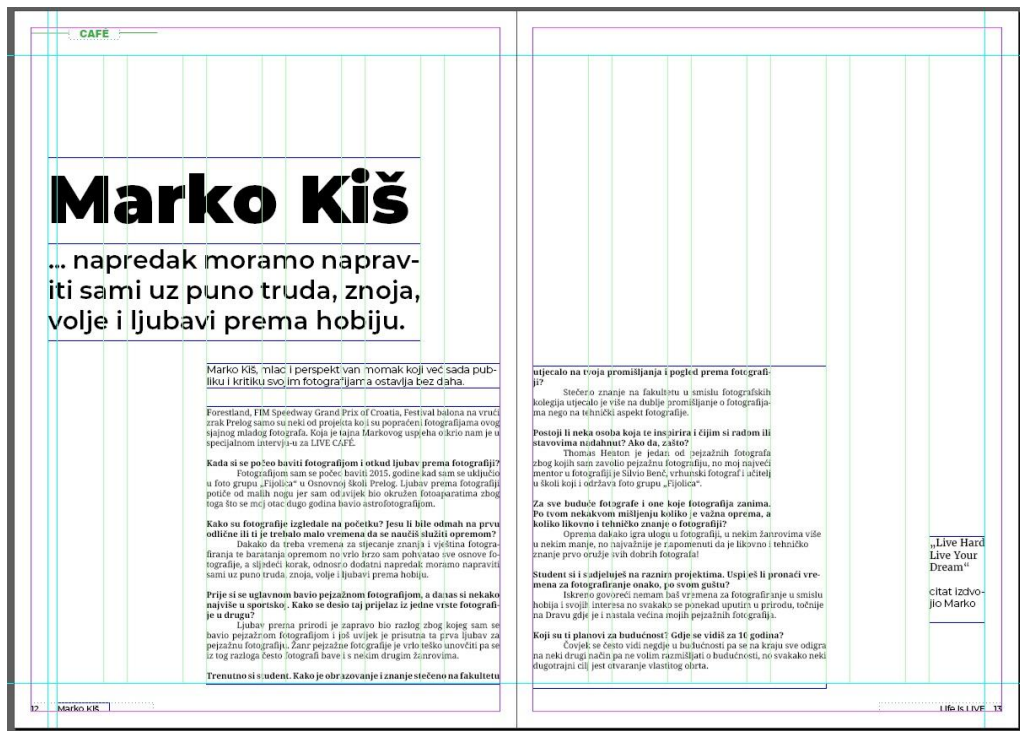 CAFÉ
Marko Kiš
... napredak moramo naprav-
iti sami uz puno truda, znoja,
volje i ljubavi prema hobiju.
Marko Kiš, mlad i perspektivan momak koji već sada pub-
liku i kritiku svojim fotografijama ostavlja bez daha.
Forestland, FIM Speedway Grand Prix of Croatia, Festival balona na vrući
zrak Prelog samo su neki od projekta koji su popraćeni fotografijama ovog
sjajnog mladog fotografa. Koja je tajna Markovog uspjeha otkrio nam je u
specijalnom intervju-u za LIVE CAFÉ.
Kada si se počeo baviti fotografijom i otkud ljubav prema fotografiji?
Fotografijom sam se počeo baviti 2015. godine kad sam se uključio
u foto grupu „Fijolica“ u Osnovnoj školi Prelog. Ljubav prema fotografiji
potiče od malih nogu jer sam oduvijek bio okružen fotoaparatima zbog
toga što se moj otac dugo godina bavio astrofotografijom.
Kako su fotografije izgledale na početku? Jesu li bile odmah na prvu
odlične ili ti je trebalo malo vremena da se naučiš služiti opremom?
Dakako da treba vremena za stjecanje znanja i vještina fotogra-
firanja te baratanja opremom no vrlo brzo sam pohvatao sve osnove fo-
tografije, a sljedeći korak, odnosno dodatni napredak moramo napraviti
sami uz puno truda, znoja, volje i ljubavi prema hobiju.
Prije si se uglavnom bavio pejzažnom fotografijom, a danas si nekako
najviše u sportskoj. Kako se desio taj prijelaz iz jedne vrste fotografi-
je u drugu?
Ljubav prema prirodi je zapravo bio razlog zbog kojeg sam se
bavio pejzažnom fotografijom i još uvijek je prisutna ta prva ljubav za
pejzažnu fotografiju. Žanr pejzažne fotografije je vrlo teško unovčiti pa se
iz tog razloga često fotografi bave i s nekim drugim žanrovima.
Trenutno si student. Kako je obrazovanje i znanje stečeno na fakultetu
utjecalo na tvoja promišljanja i pogled prema fotografi-
ji?
Stečeno znanje na fakultetu u smislu fotografskih
kolegija utjecalo je više na dublje promišljanje o fotografija-
ma nego na tehnički aspekt fotografije.
Postoji li neka osoba koja te inspirira i čijim si radom ili
stavovima nadahnut? Ako da, zašto?
Thomas Heaton je jedan od pejzažnih fotografa
zbog kojih sam zavolio pejzažnu fotografiju, no moj najveći
mentor u fotografiji je Silvio Benč, vrhunski fotograf i učitelj
u školi koji i održava foto grupu „Fijolica“.
Za sve buduće fotografe i one koje fotografija zanima.
Po tvom nekakvom mišljenju koliko je važna oprema, a
koliko likovno i tehničko znanje o fotografiji?
Oprema dakako igra ulogu u fotografiji, u nekim žanrovima više
u nekim manje, no najvažnije je napomenuti da je likovno i tehničko
znanje prvo oružje svih dobrih fotografa!
Student si i sudjeluješ na raznim projektima. Uspiješ li pronaći vre-
mena za fotografiranje onako, po svom guštu?
Iskreno govoreći nemam baš vremena za fotografiranje u smislu
hobija i svojih interesa no svakako se ponekad uputim u prirodu, točnije
na Dravu gdje je i nastala većina mojih pejzažnih fotografija.
Koji su ti planovi za budućnost? Gdje se vidiš za 10 godina?
Čovjek se često vidi negdje u budućnosti pa se na kraju sve odigra
na neki drugi način pa ne volim razmišljati o budućnosti, no svakako neki
dugotrajni cilj jest otvaranje vlastitog obrta.
„Live Hard
Live Your
Dream“
citat izdvo-
jio Marko
12 Marko Kiš
Life is LIVE 13